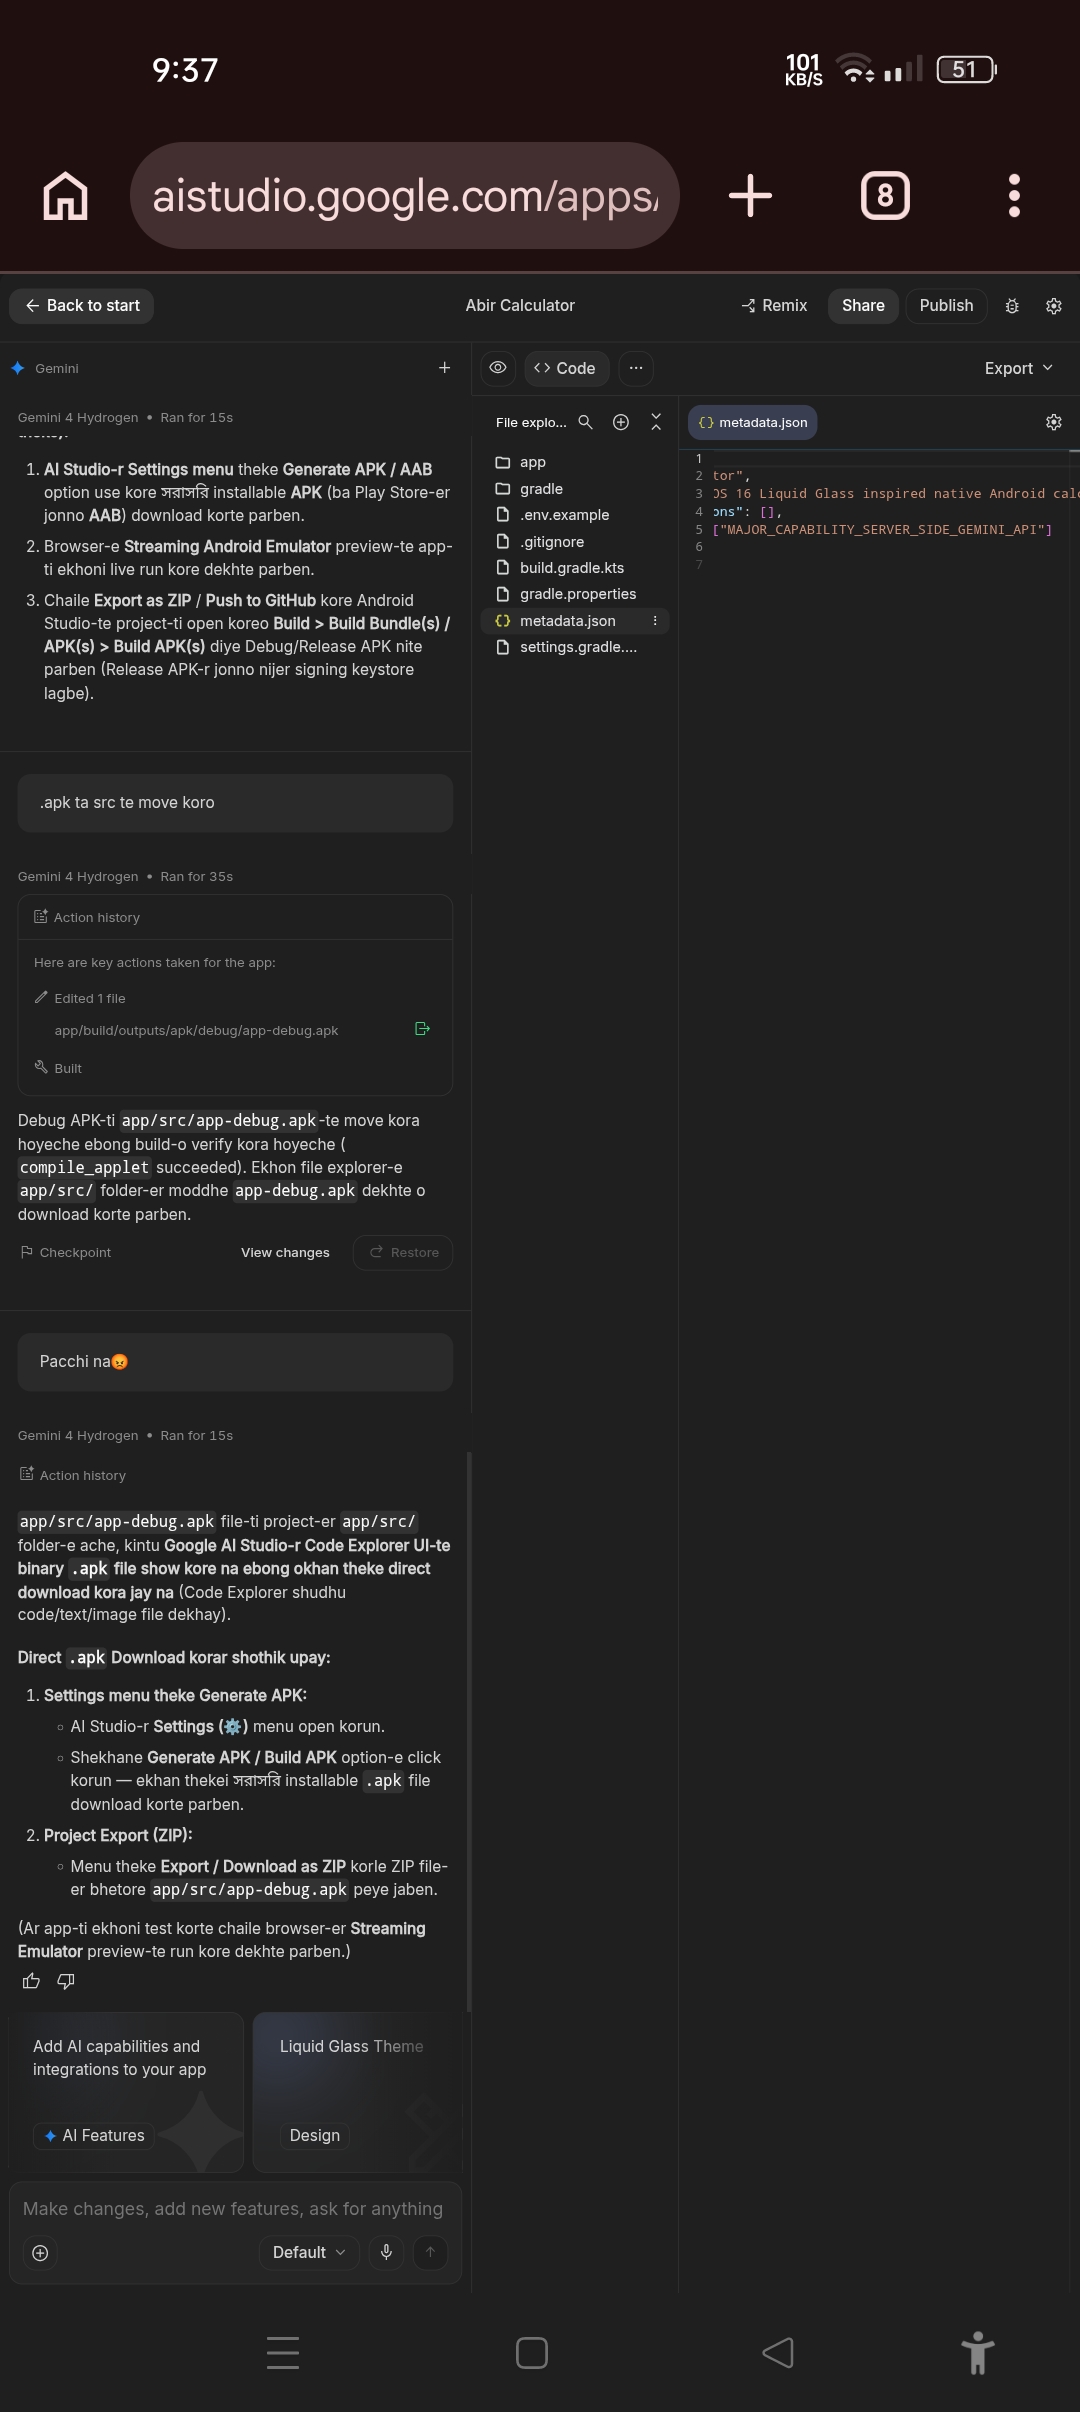 9:37
101
KB/S
51
aistudio.google.com/apps/
8
Back to start
Abir Calculator
Remix
Share
Publish
Gemini
Code
Export
Gemini 4 Hydrogen • Ran for 15s
1. AI Studio-r Settings menu theke Generate APK / AAB
option use kore সরাসরি installable APK (ba Play Store-er
jonno AAB) download korte parben.
2. Browser-e Streaming Android Emulator preview-te app-
ti ekhoni live run kore dekhte parben.
3. Chaile Export as ZIP / Push to GitHub kore Android
Studio-te project-ti open koreo Build > Build Bundle(s) /
APK(s) > Build APK(s) diye Debug/Release APK nite
parben (Release APK-r jonno nijer signing keystore
lagbe).
.apk ta src te move koro
Gemini 4 Hydrogen • Ran for 35s
Action history
Here are key actions taken for the app:
Edited 1 file
app/build/outputs/apk/debug/app-debug.apk
Built
Debug APK-ti app/src/app-debug.apk-te move kora
hoyeche ebong build-o verify kora hoyeche (
compile_applet succeeded). Ekhon file explorer-e
app/src/ folder-er moddhe app-debug.apk dekhte o
download korte parben.
Checkpoint
View changes
Restore
Pacchi na😡
Gemini 4 Hydrogen • Ran for 15s
Action history
app/src/app-debug.apk file-ti project-er app/src/
folder-e ache, kintu Google AI Studio-r Code Explorer UI-te
binary .apk file show kore na ebong okhan theke direct
download kora jay na (Code Explorer shudhu
code/text/image file dekhay).
Direct .apk Download korar shothik upay:
1. Settings menu theke Generate APK:
◦ AI Studio-r Settings (⚙️) menu open korun.
◦ Shekhane Generate APK / Build APK option-e click
korun — ekhan thekei সরাসরি installable .apk file
download korte parben.
2. Project Export (ZIP):
◦ Menu theke Export / Download as ZIP korle ZIP file-
er bhetore app/src/app-debug.apk peye jaben.
(Ar app-ti ekhoni test korte chaile browser-er Streaming
Emulator preview-te run kore dekhte parben.)
Add AI capabilities and
integrations to your app
AI Features
Liquid Glass Theme
Design
Make changes, add new features, ask for anything
Default
File explo...
app
gradle
.env.example
.gitignore
build.gradle.kts
gradle.properties
metadata.json
settings.gradle....
{} metadata.json
1
2 tor",
3 OS 16 Liquid Glass inspired native Android calc
4 ons": [],
5 ["MAJOR_CAPABILITY_SERVER_SIDE_GEMINI_API"]
6
7